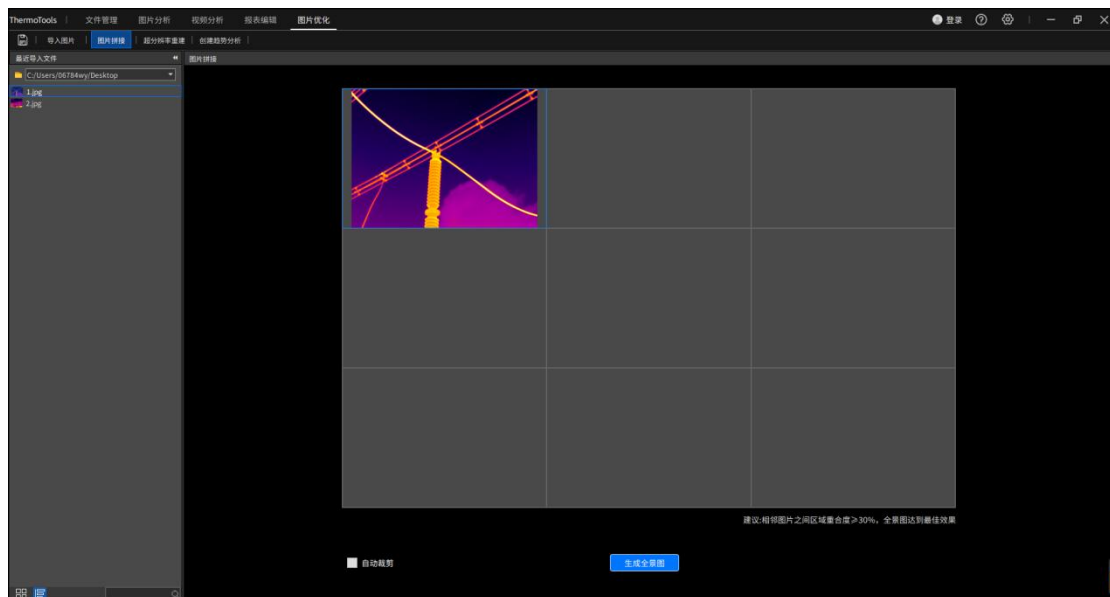 ThermoTools 文件管理 图片分析 视频分析 报表编辑 图片优化 登录
导入图片 图片拼接 超分辨率重建 创建趋势分析
最近导入文件 图片拼接
C:/Users/06784wy/Desktop
1.jpg
2.jpg
建议:相邻图片之间区域重合度≥30%，全景图达到最佳效果
自动裁剪 生成全景图